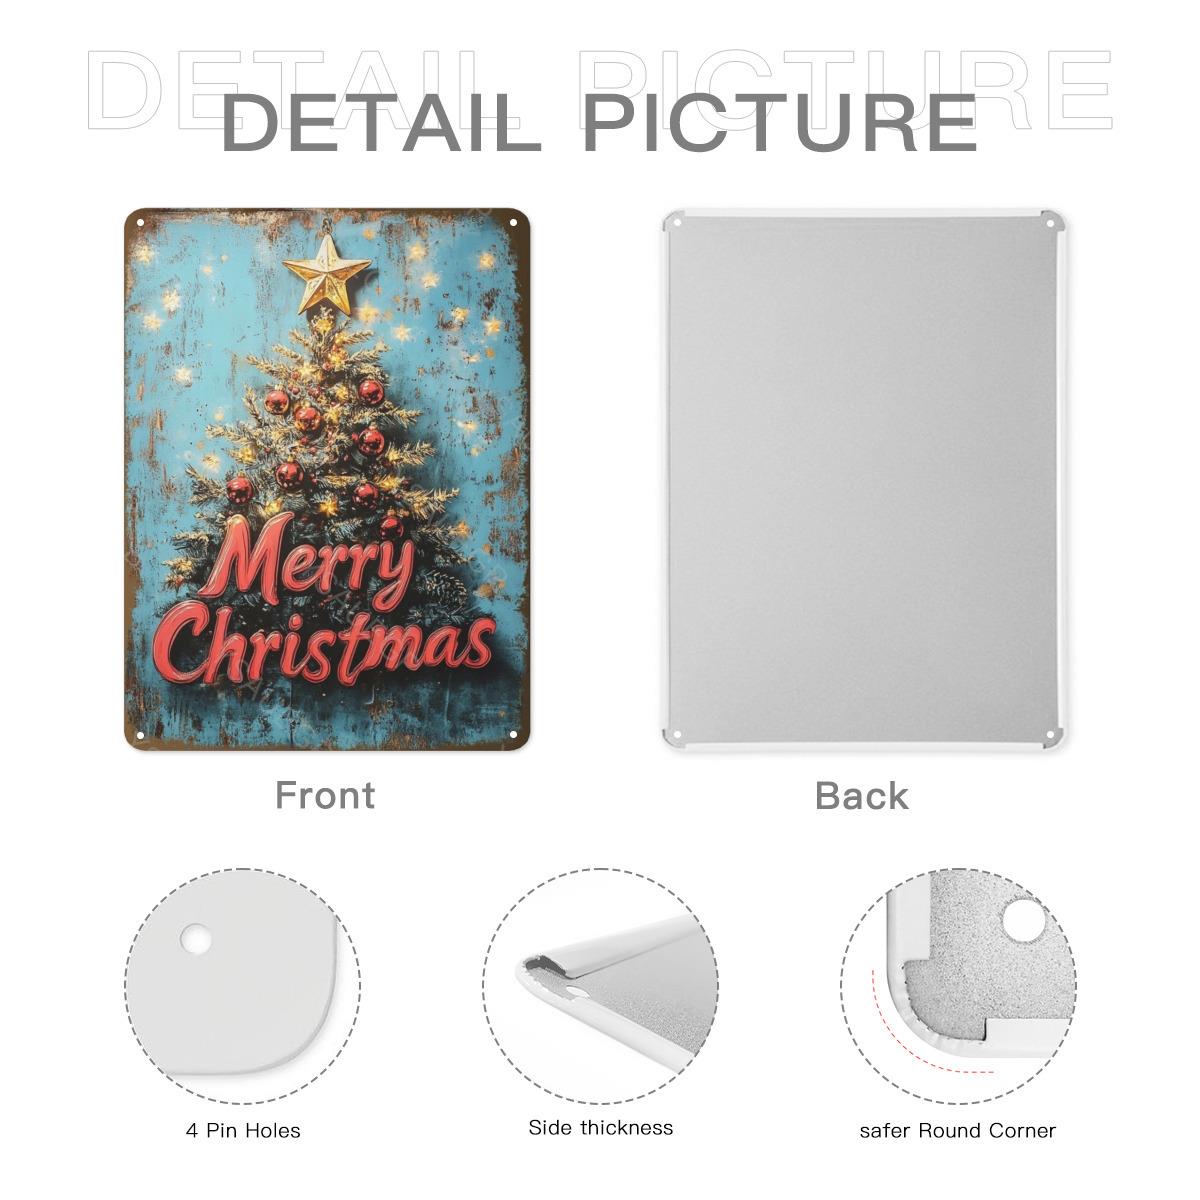 DETAIL PICTURE
DETAIL PICTURE
Merry
Christmas
Front
Back
4 Pin Holes
Side thickness
safer Round Corner